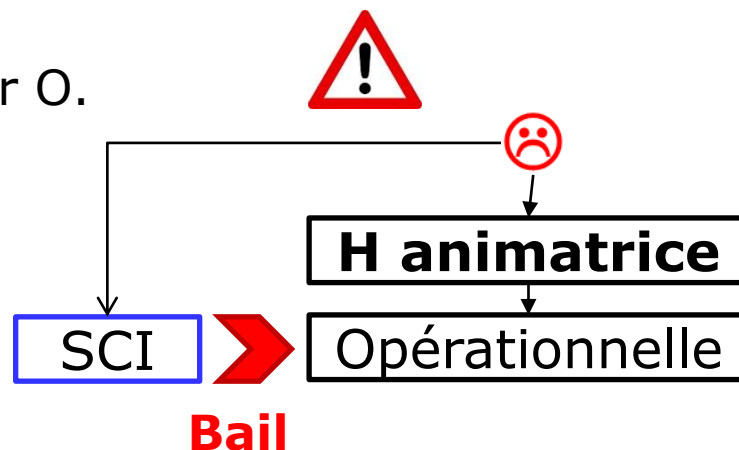 r O.
H animatrice
SCI
Opérationnelle
Bail